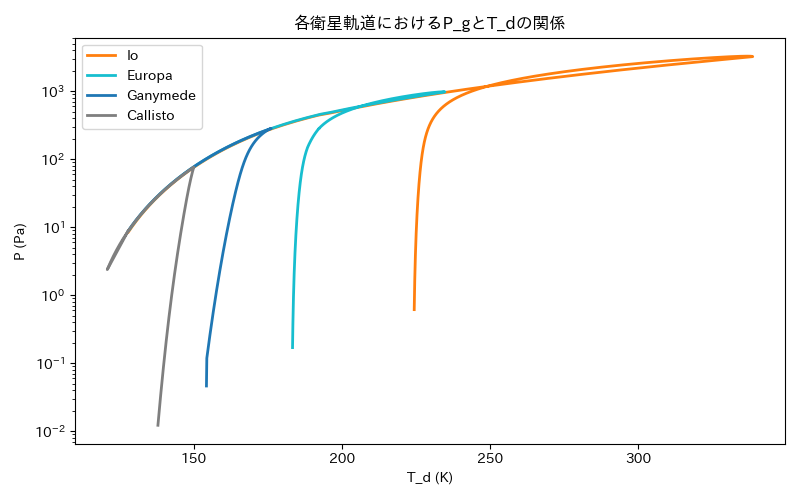 各衛星軌道におけるP_gとT_dの関係
Io
Europa
Ganymede
Callisto
P (Pa)
10³
10²
10¹
10⁰
10⁻¹
10⁻²
150 200 250 300
T_d (K)